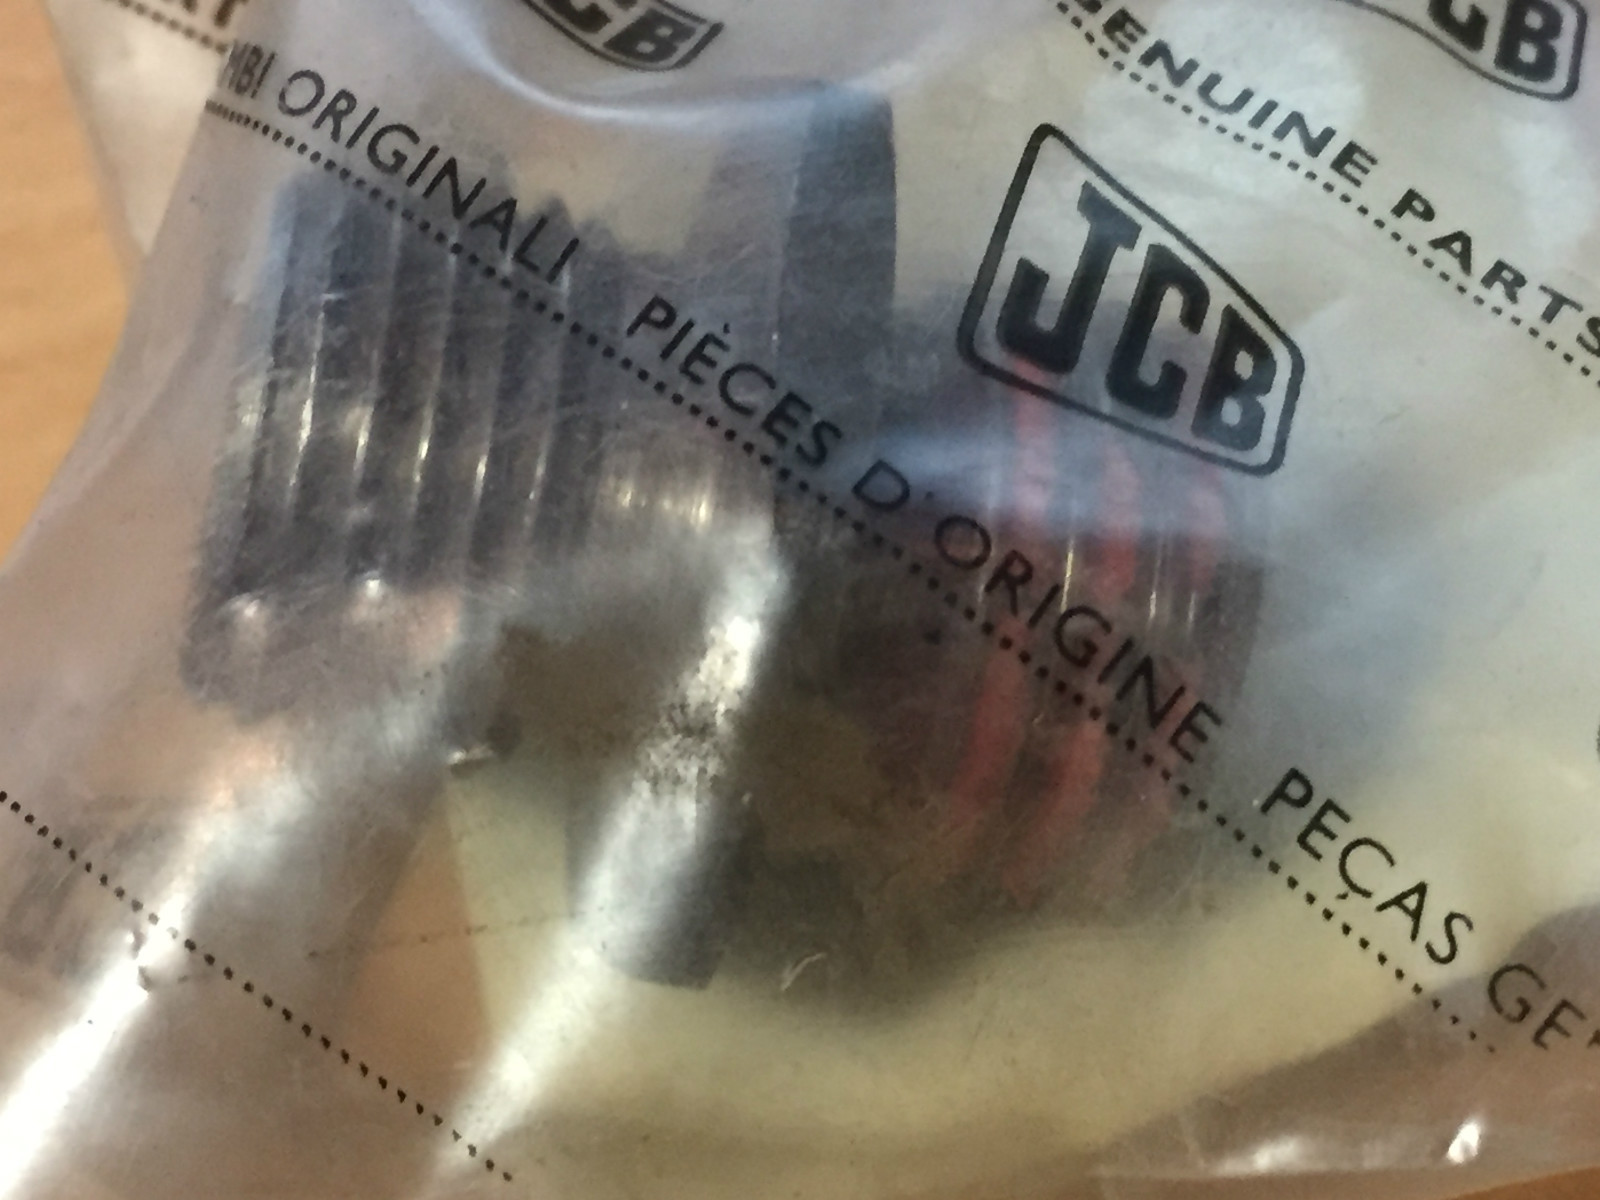 JCB
GENUINE PARTS
JCB
ORIGINALI PIÈCES D'ORIGINE PEÇAS